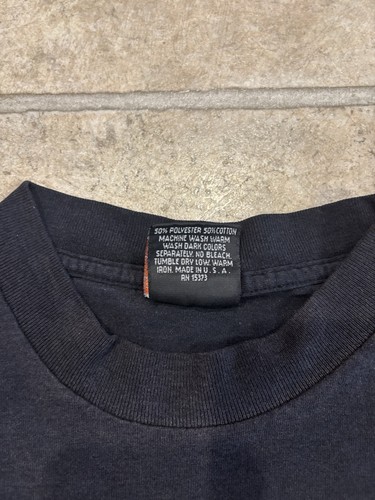 50% POLYESTER 50% COTTON
MACHINE WASH WARM
WASH DARK COLORS
SEPARATELY. NO BLEACH.
TUMBLE DRY LOW. WARM
IRON. MADE IN U.S.A.
RN 15373